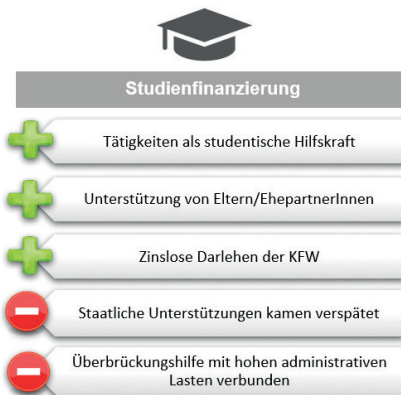 Studienfinanzierung
Tätigkeiten als studentische Hilfskraft
Unterstützung von Eltern/EhepartnerInnen
Zinslose Darlehen der KFW
Staatliche Unterstützungen kamen verspätet
Überbrückungshilfe mit hohen administrativen
Lasten verbunden